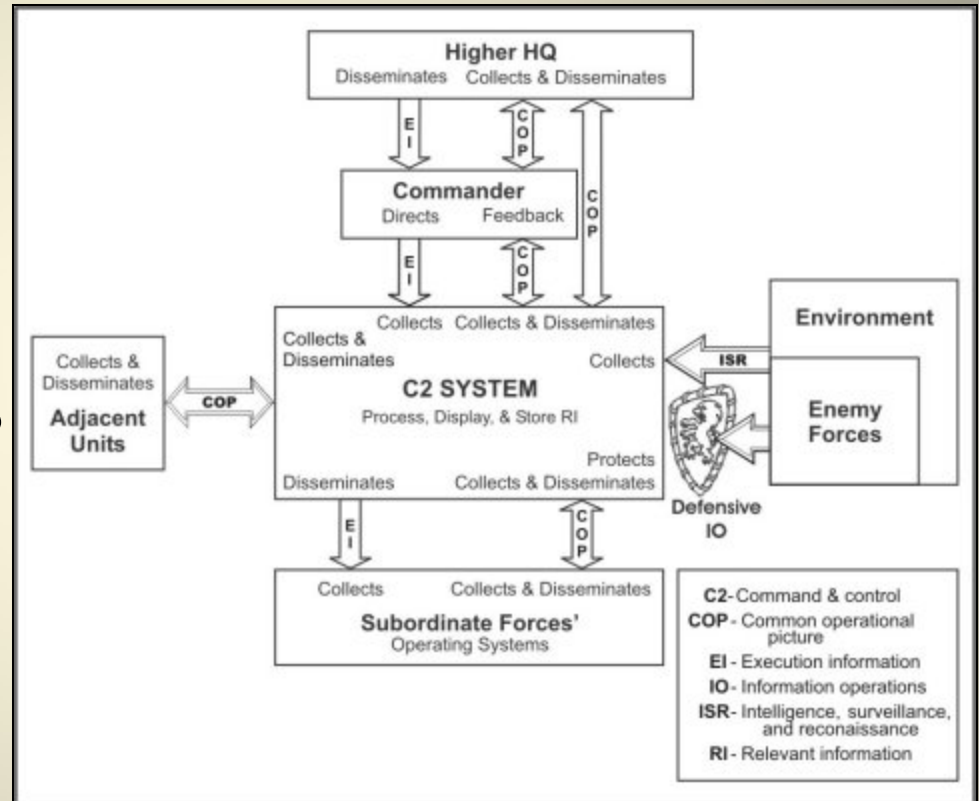 Higher HQ
Disseminates Collects & Disseminates
EI
COP
COP
Commander
Directs Feedback
EI
COP
Collects Collects & Disseminates
Collects &
Disseminates
Collects
C2 SYSTEM
Process, Display, & Store RI
Protects
Disseminates Collects & Disseminates
Collects &
Disseminates
Adjacent
Units
COP
ISR
Environment
Enemy
Forces
Defensive
IO
EI
COP
Collects Collects & Disseminates
Subordinate Forces'
Operating Systems
C2- Command & control
COP - Common operational
picture
EI - Execution information
IO- Information operations
ISR- Intelligence, surveillance,
and reconaissance
RI - Relevant information